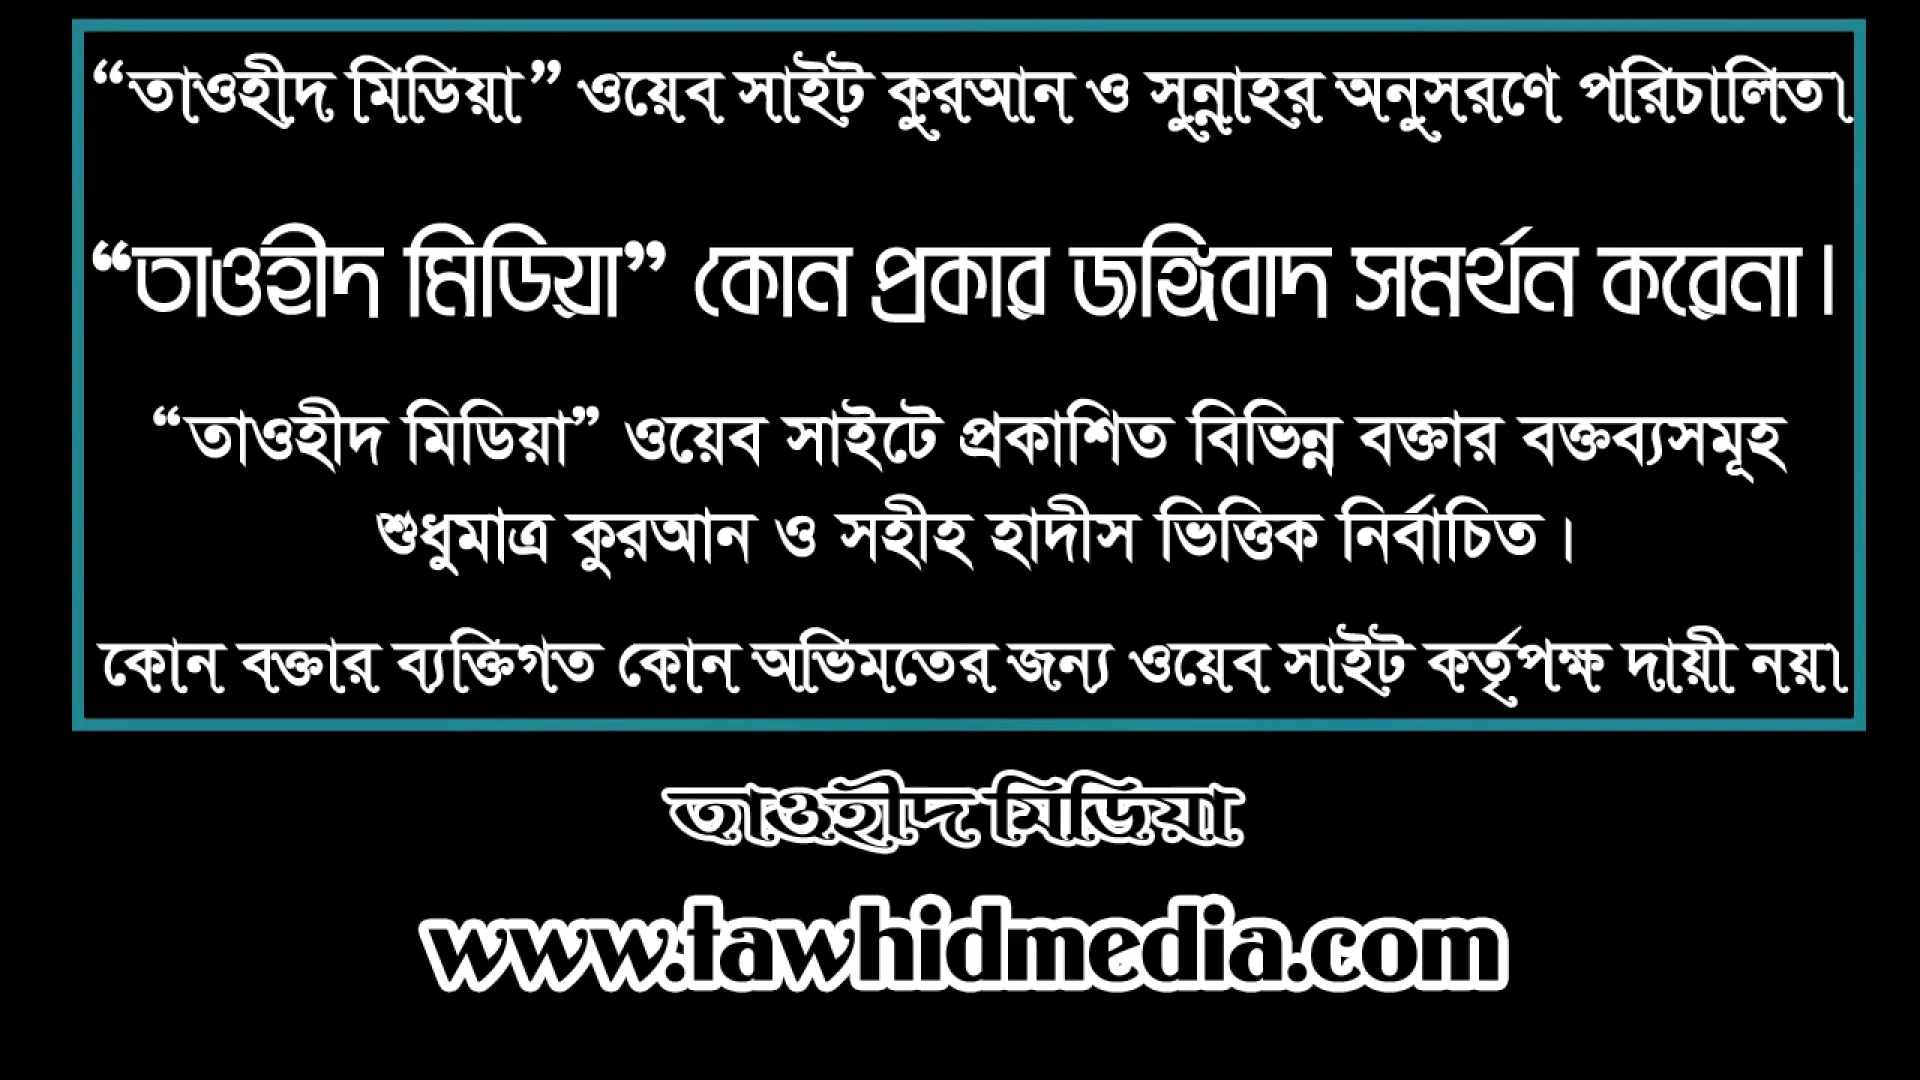 “তাওহীদ মিডিয়া” ওয়েব সাইট কুরআন ও সুন্নাহর অনুসরণে পরিচালিত।
“তাওহীদ মিডিয়া” কোন প্রকার জঙ্গিবাদ সমর্থন করেনা।
“তাওহীদ মিডিয়া” ওয়েব সাইটে প্রকাশিত বিভিন্ন বক্তার বক্তব্যসমূহ
শুধুমাত্র কুরআন ও সহীহ হাদীস ভিত্তিক নির্বাচিত।
কোন বক্তার ব্যক্তিগত কোন অভিমতের জন্য ওয়েব সাইট কর্তৃপক্ষ দায়ী নয়।
তাওহীদ মিডিয়া
www.tawhidmedia.com